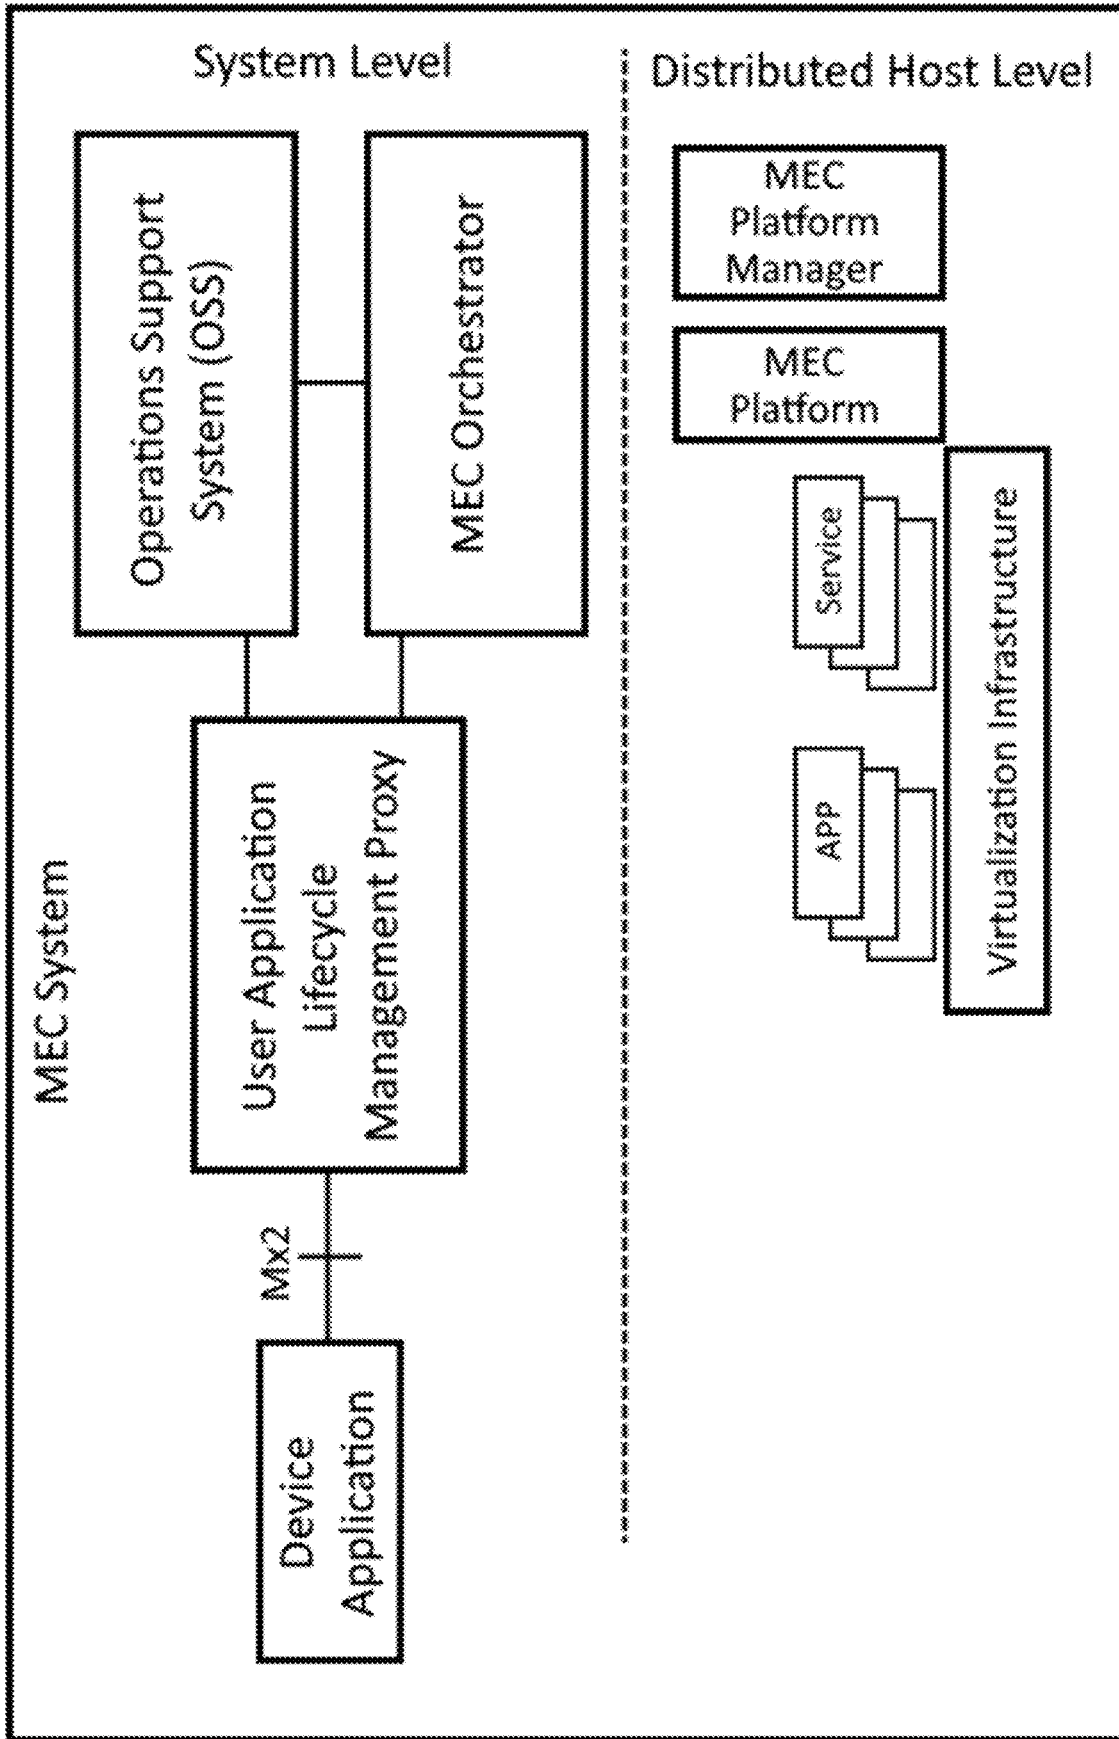 MEC System
System Level
Device
Application
Mx2
User Application
Lifecycle
Management Proxy
Operations Support
System (OSS)
MEC Orchestrator
Distributed Host Level
MEC
Platform
Manager
MEC
Platform
Service
APP
Virtualization Infrastructure